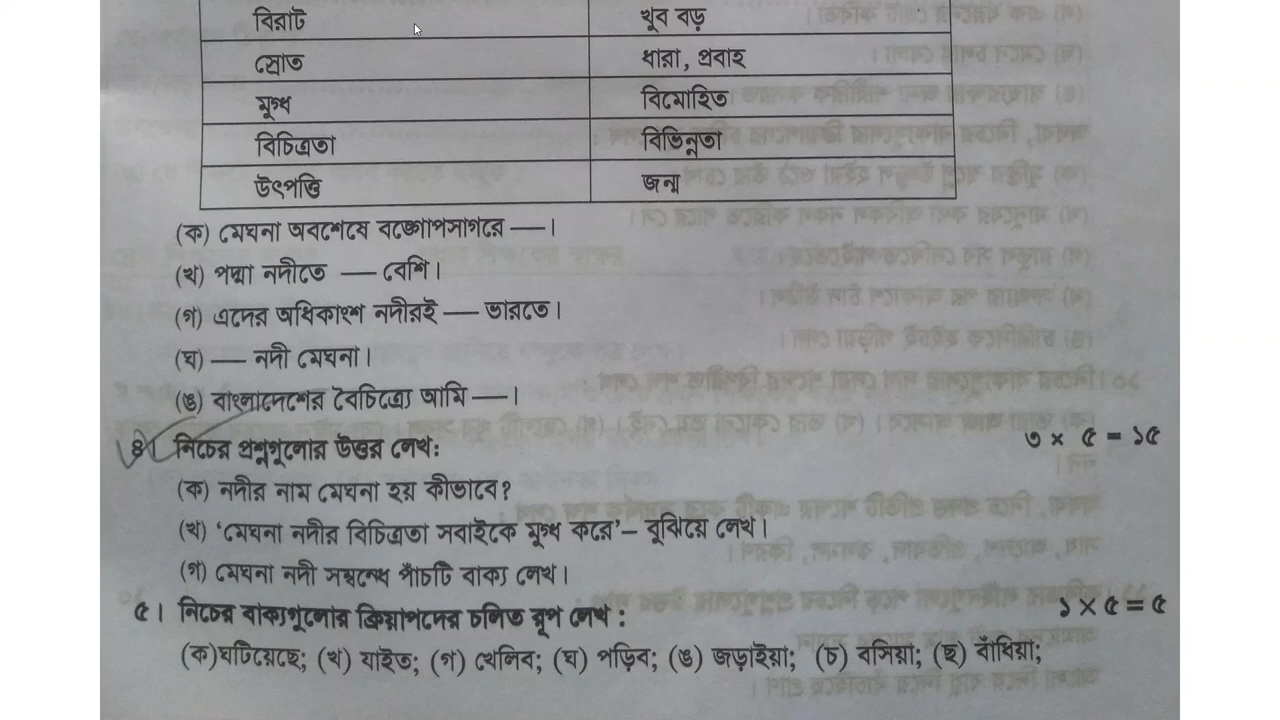 বিরাট খুব বড়
স্রোত ধারা, প্রবাহ
মুগ্ধ বিমোহিত
বিচিত্রতা বিভিন্নতা
উৎপত্তি জন্ম
(ক) মেঘনা অবশেষে বঙ্গোপসাগরে —।
(খ) পদ্মা নদীতে — বেশি।
(গ) এদের অধিকাংশ নদীরই — ভারতে।
(ঘ) — নদী মেঘনা।
(ঙ) বাংলাদেশের বৈচিত্র্যে আমি —।
৪। নিচের প্রশ্নগুলোর উত্তর লেখ: ৩ × ৫ = ১৫
(ক) নদীর নাম মেঘনা হয় কীভাবে?
(খ) ‘মেঘনা নদীর বিচিত্রতা সবাইকে মুগ্ধ করে’– বুঝিয়ে লেখ।
(গ) মেঘনা নদী সম্বন্ধে পাঁচটি বাক্য লেখ।
৫। নিচের বাক্যগুলোর ক্রিয়াপদের চলিত রূপ লেখ : ১ × ৫ = ৫
(ক)ঘটিয়েছে; (খ) যাইত; (গ) খেলিব; (ঘ) পড়িব; (ঙ) জড়াইয়া; (চ) বসিয়া; (ছ) বাঁধিয়া;